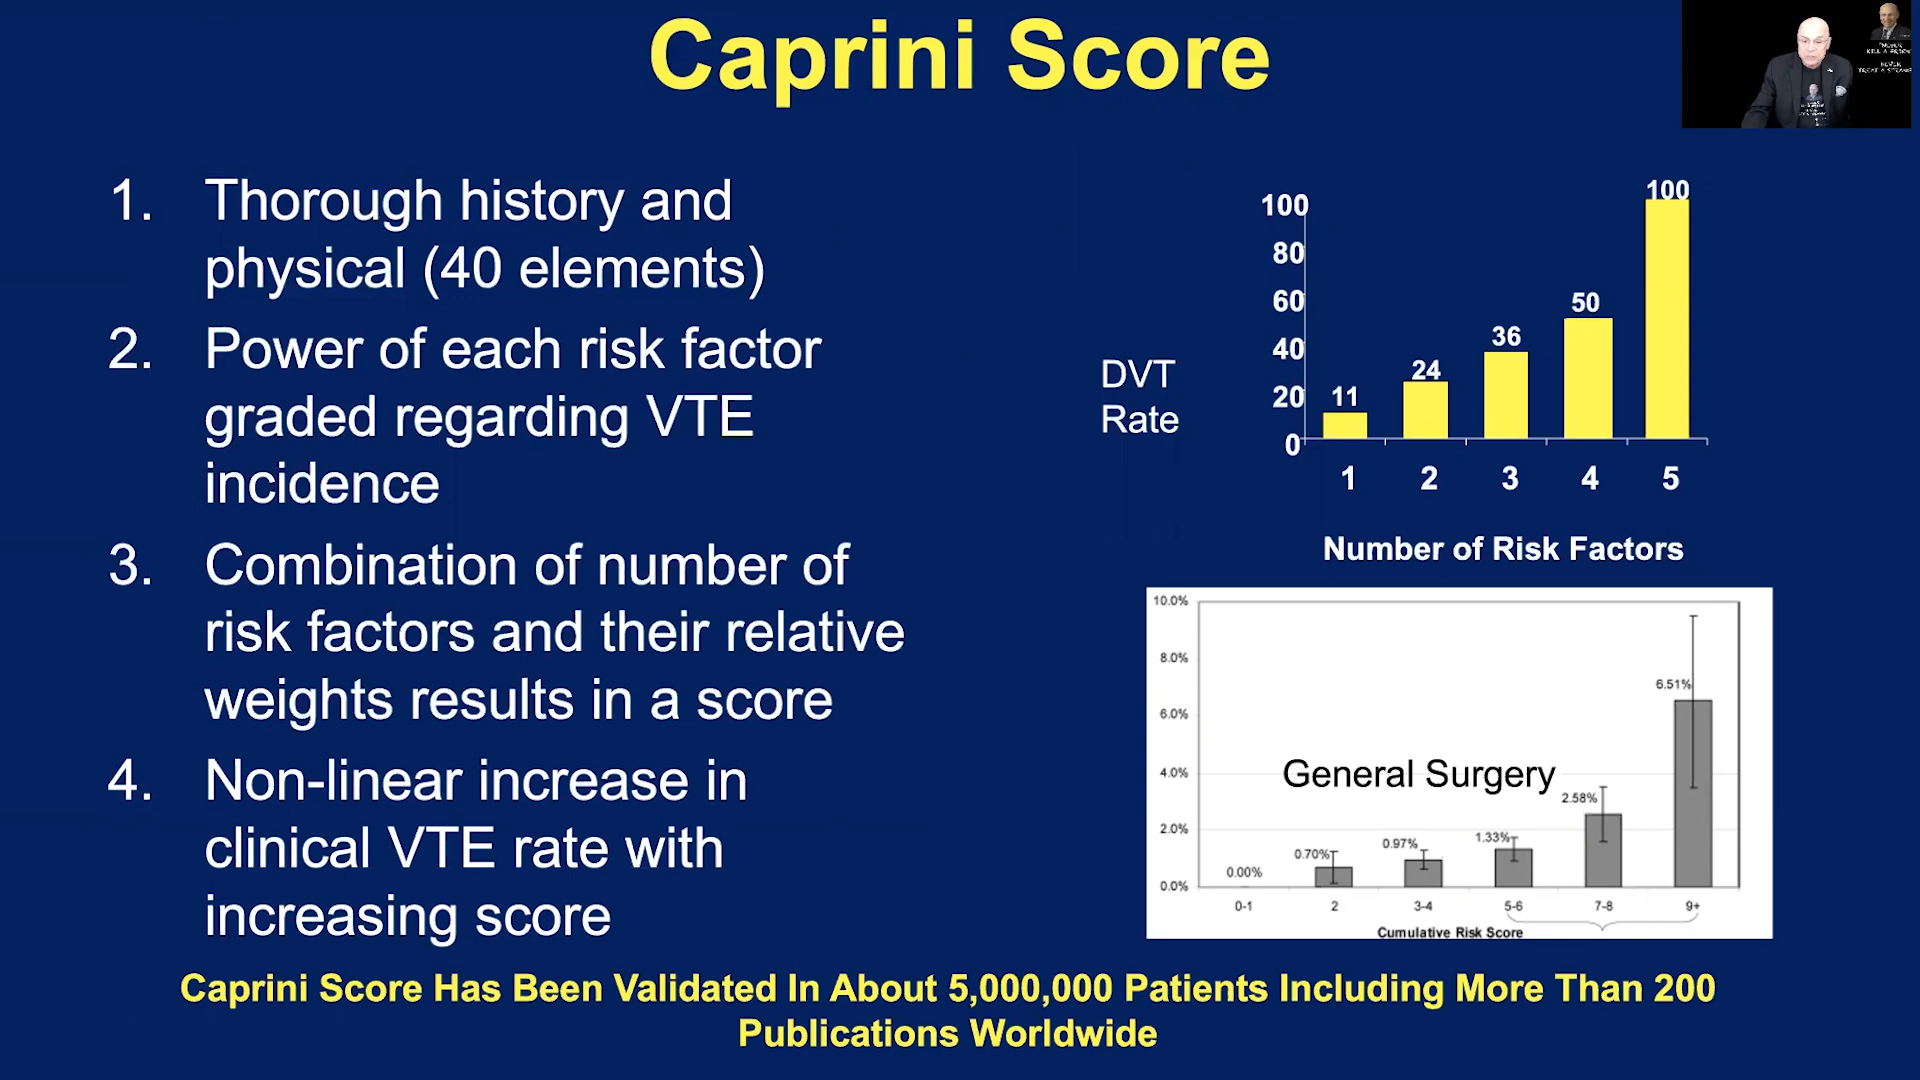 Caprini Score
1. Thorough history and
physical (40 elements)
2. Power of each risk factor
graded regarding VTE
incidence
3. Combination of number of
risk factors and their relative
weights results in a score
4. Non-linear increase in
clinical VTE rate with
increasing score
DVT
Rate
100
80
60
40
20
0
11
24
36
50
100
1 2 3 4 5
Number of Risk Factors
10.0%
8.0%
6.0%
4.0%
2.0%
0.0%
General Surgery
0.00%
0.70%
0.97%
1.33%
2.58%
6.51%
0-1 2 3-4 5-6 7-8 9+
Cumulative Risk Score
Caprini Score Has Been Validated In About 5,000,000 Patients Including More Than 200
Publications Worldwide
KILL A
NEVER
TREAT A